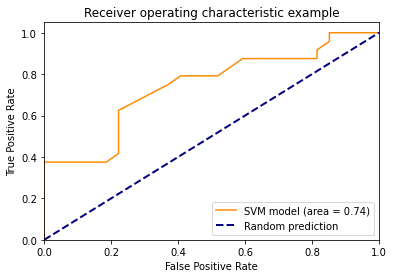 Receiver operating characteristic example
True Positive Rate
1.0
0.8
0.6
0.4
0.2
0.0
SVM model (area = 0.74)
Random prediction
0.0 0.2 0.4 0.6 0.8 1.0
False Positive Rate